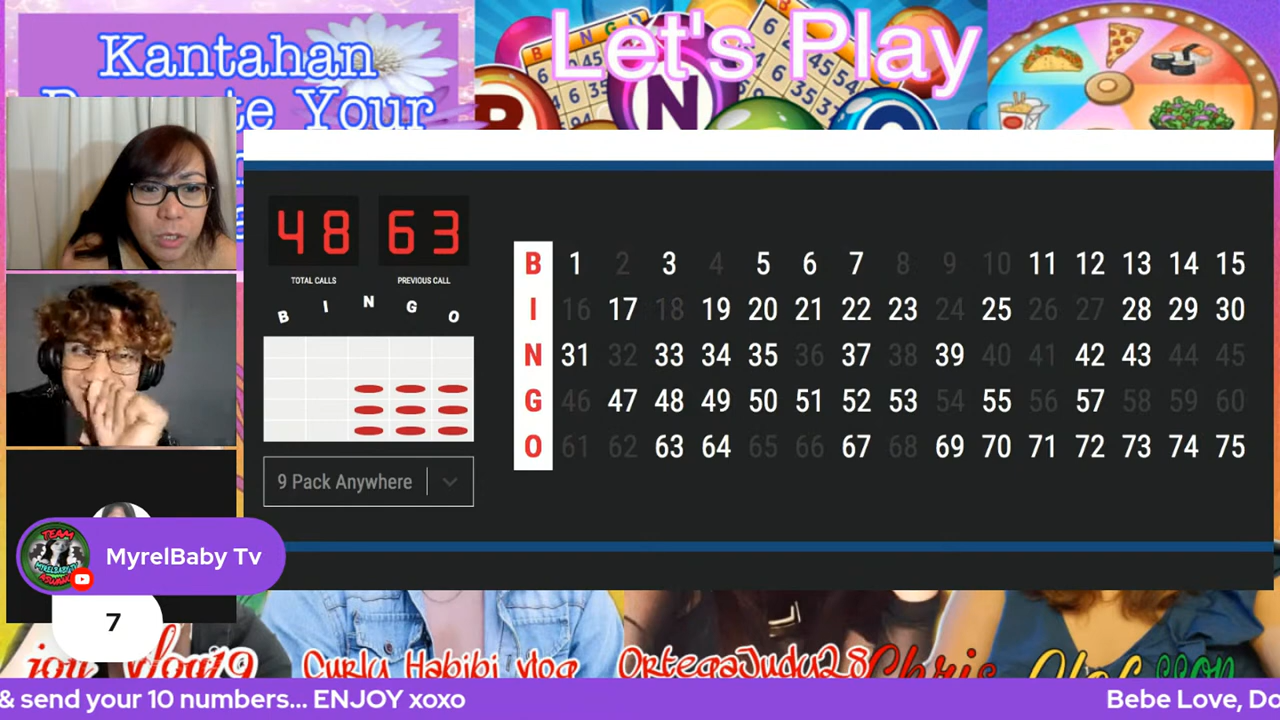 Kantahan
Let's Play
48 63
TOTAL CALLS PREVIOUS CALL
B I N G O
9 Pack Anywhere
B 1 2 3 4 5 6 7 8 9 10 11 12 13 14 15
I 16 17 18 19 20 21 22 23 24 25 26 27 28 29 30
N 31 32 33 34 35 36 37 38 39 40 41 42 43 44 45
G 46 47 48 49 50 51 52 53 54 55 56 57 58 59 60
O 61 62 63 64 65 66 67 68 69 70 71 72 73 74 75
MyrelBaby Tv
7
Curly Habibi vlog
OrtegaJudy28
Chris
& send your 10 numbers... ENJOY xoxo
Bebe Love, Do